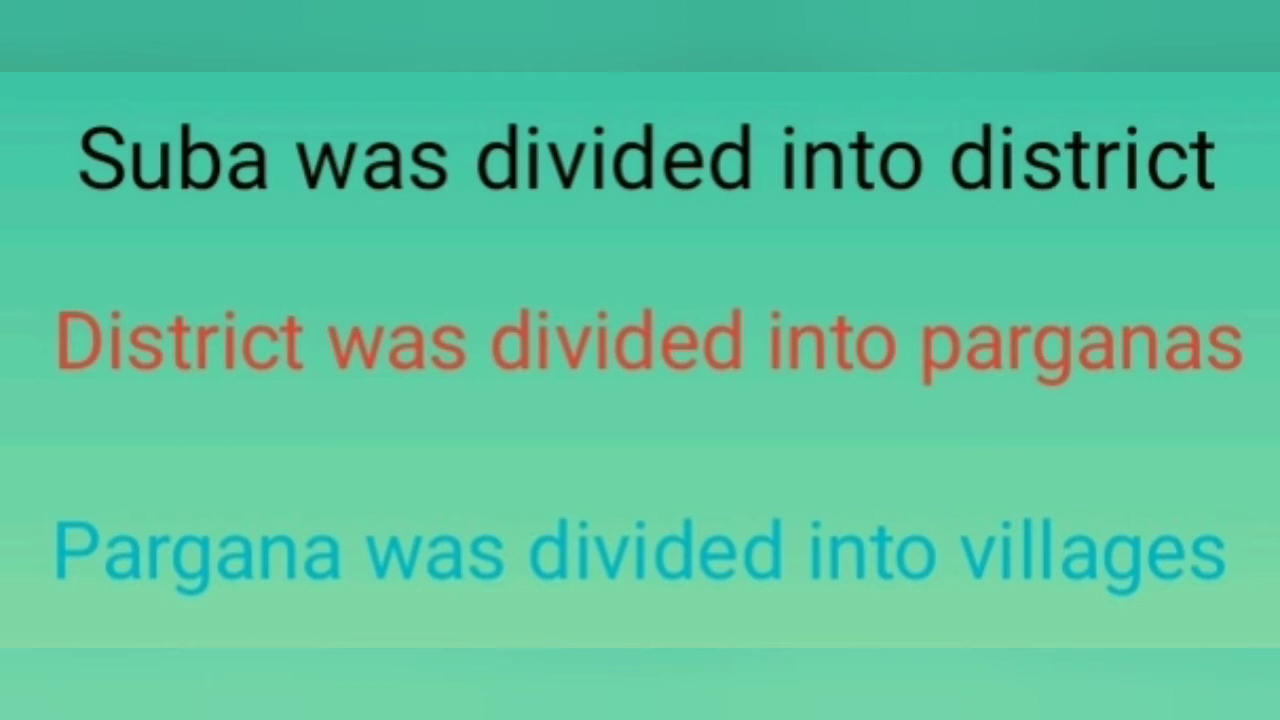 Suba was divided into district
District was divided into parganas
Pargana was divided into villages